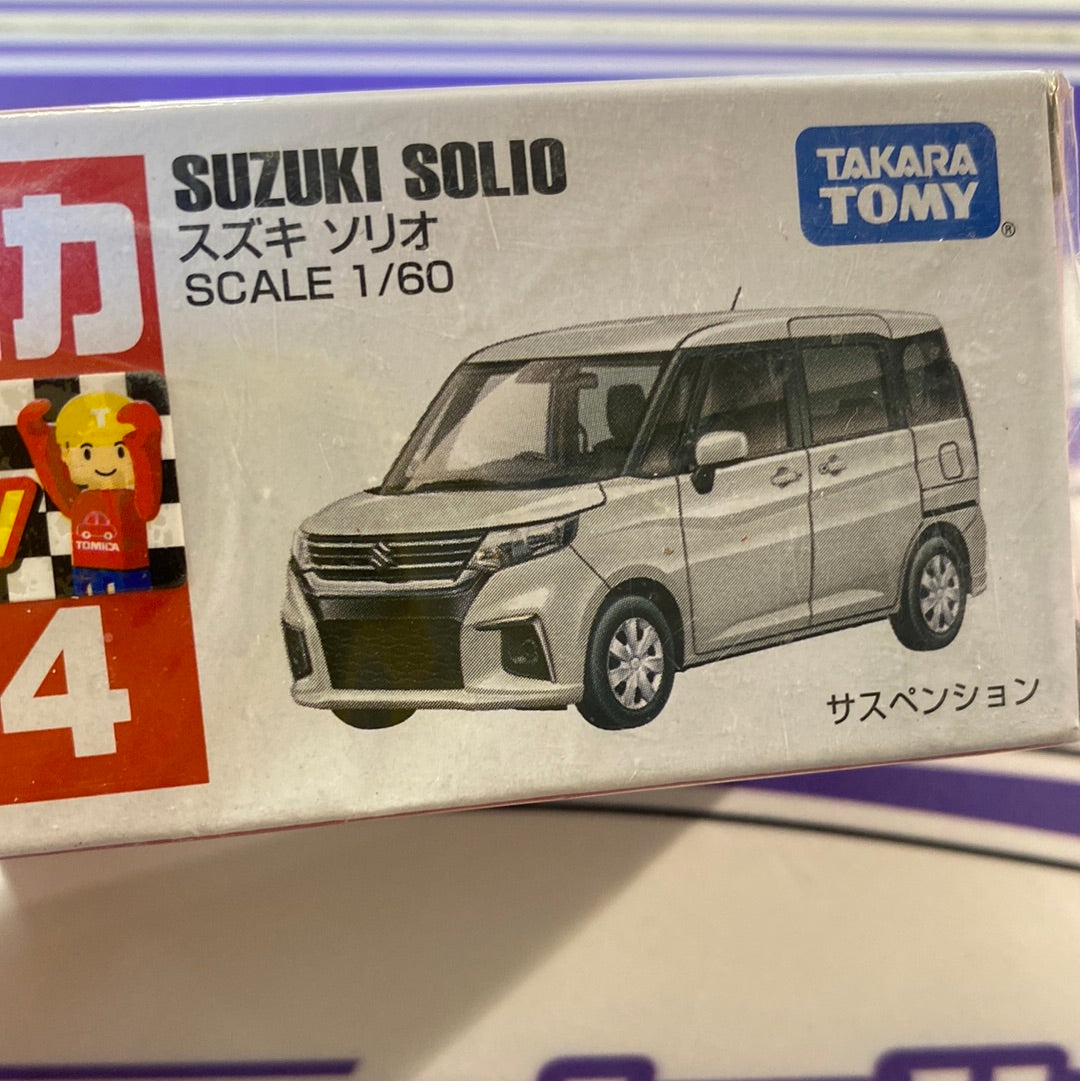 カ
SUZUKI SOLIO
スズキ ソリオ
SCALE 1/60
TAKARA
TOMY
®
T
TOMICA
4
サスペンション